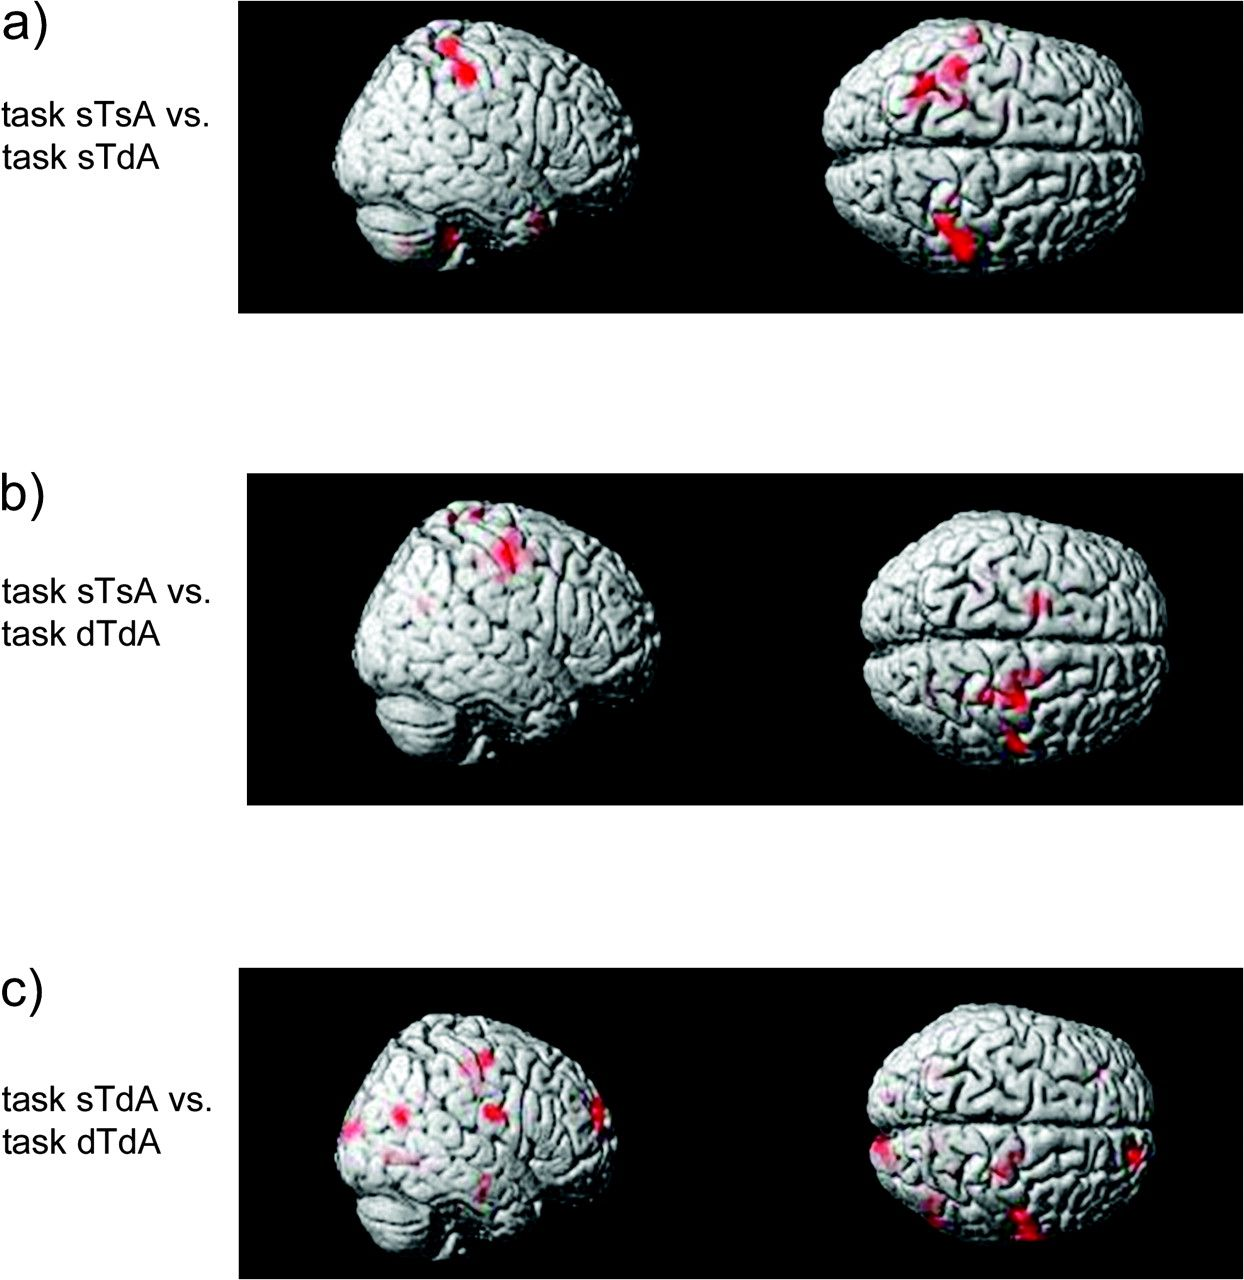 a)
task sTsA vs.
task sTdA
b)
task sTsA vs.
task dTdA
c)
task sTdA vs.
task dTdA